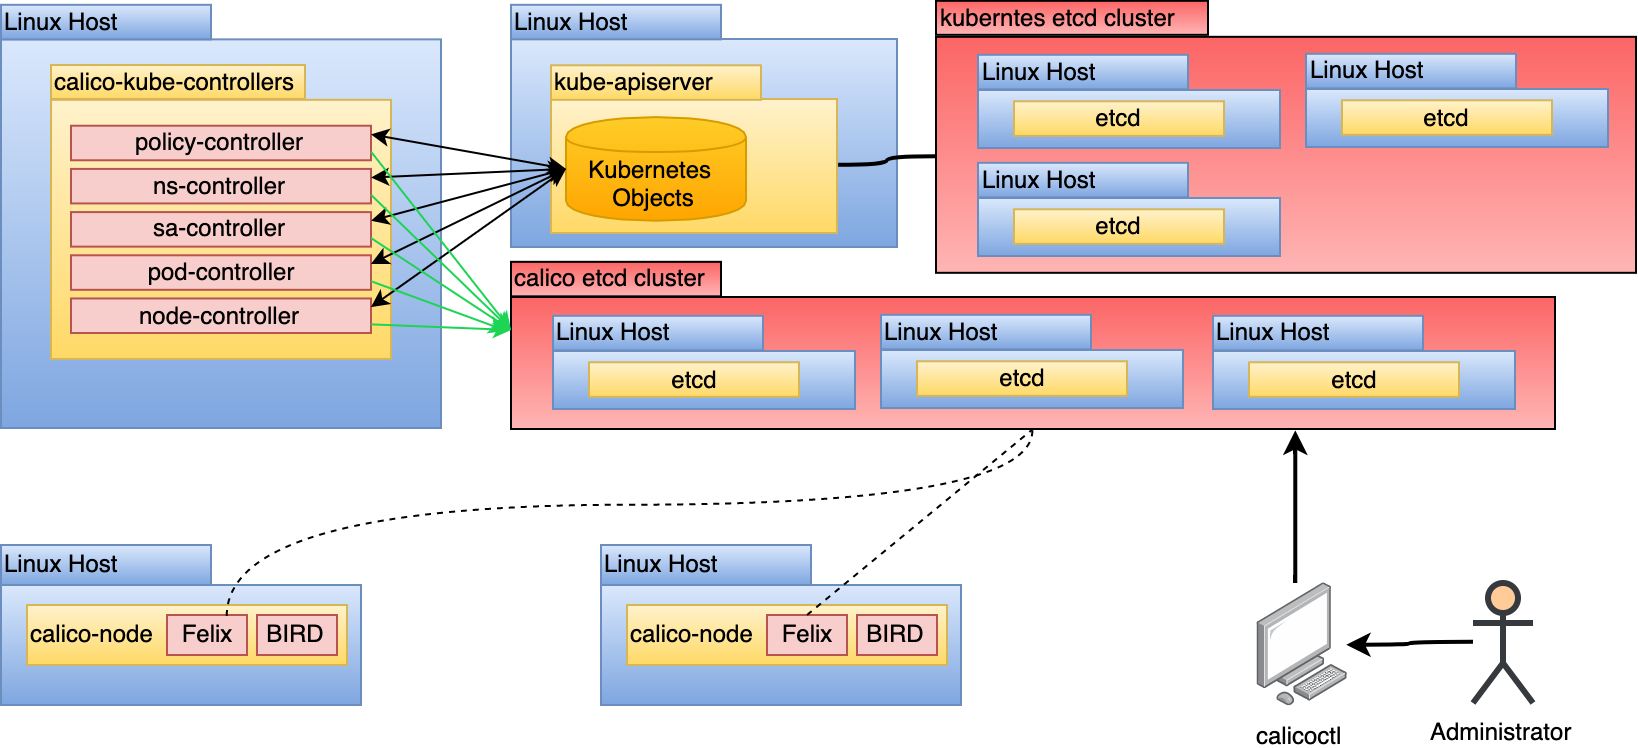 Linux Host
calico-kube-controllers
policy-controller
ns-controller
sa-controller
pod-controller
node-controller
Linux Host
kube-apiserver
Kubernetes
Objects
kuberntes etcd cluster
Linux Host
etcd
Linux Host
etcd
Linux Host
etcd
calico etcd cluster
Linux Host
etcd
Linux Host
etcd
Linux Host
etcd
Linux Host
calico-node
Felix
BIRD
Linux Host
calico-node
Felix
BIRD
calicoctl
Administrator